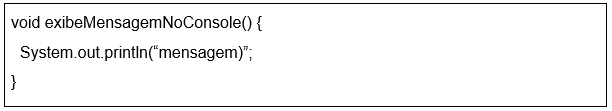 void exibeMensagemNoConsole() {
System.out.println(“mensagem)”;
}